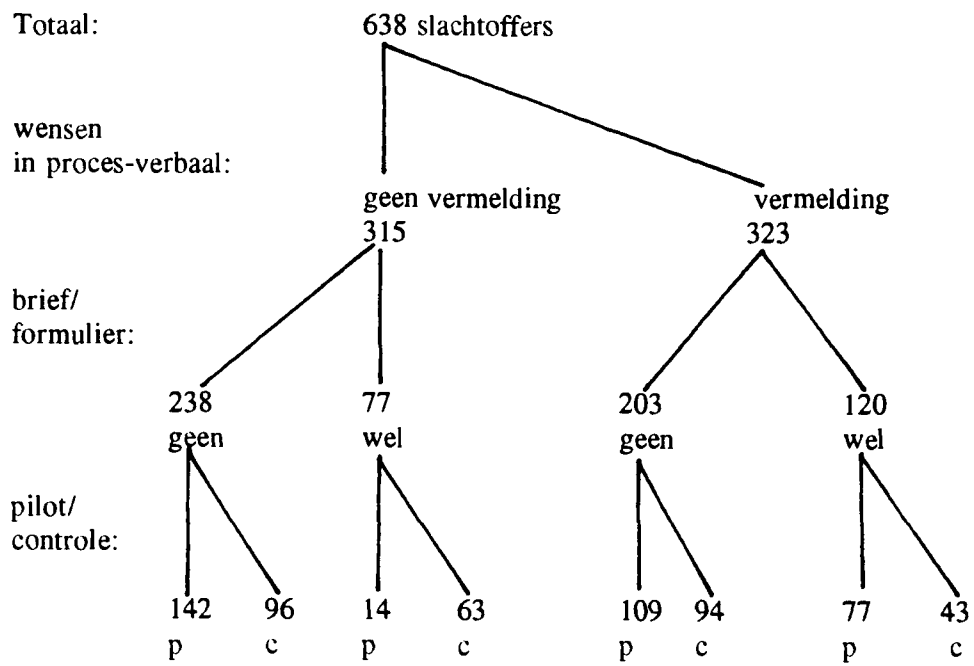 Totaal: 638 slachtoffers
wensen
in proces-verbaal:
geen vermelding vermelding
315 323
brief/
formulier:
238 77 203 120
geen wel geen wel
pilot/
controle:
142 96 14 63 109 94 77 43
p c p c p c p c